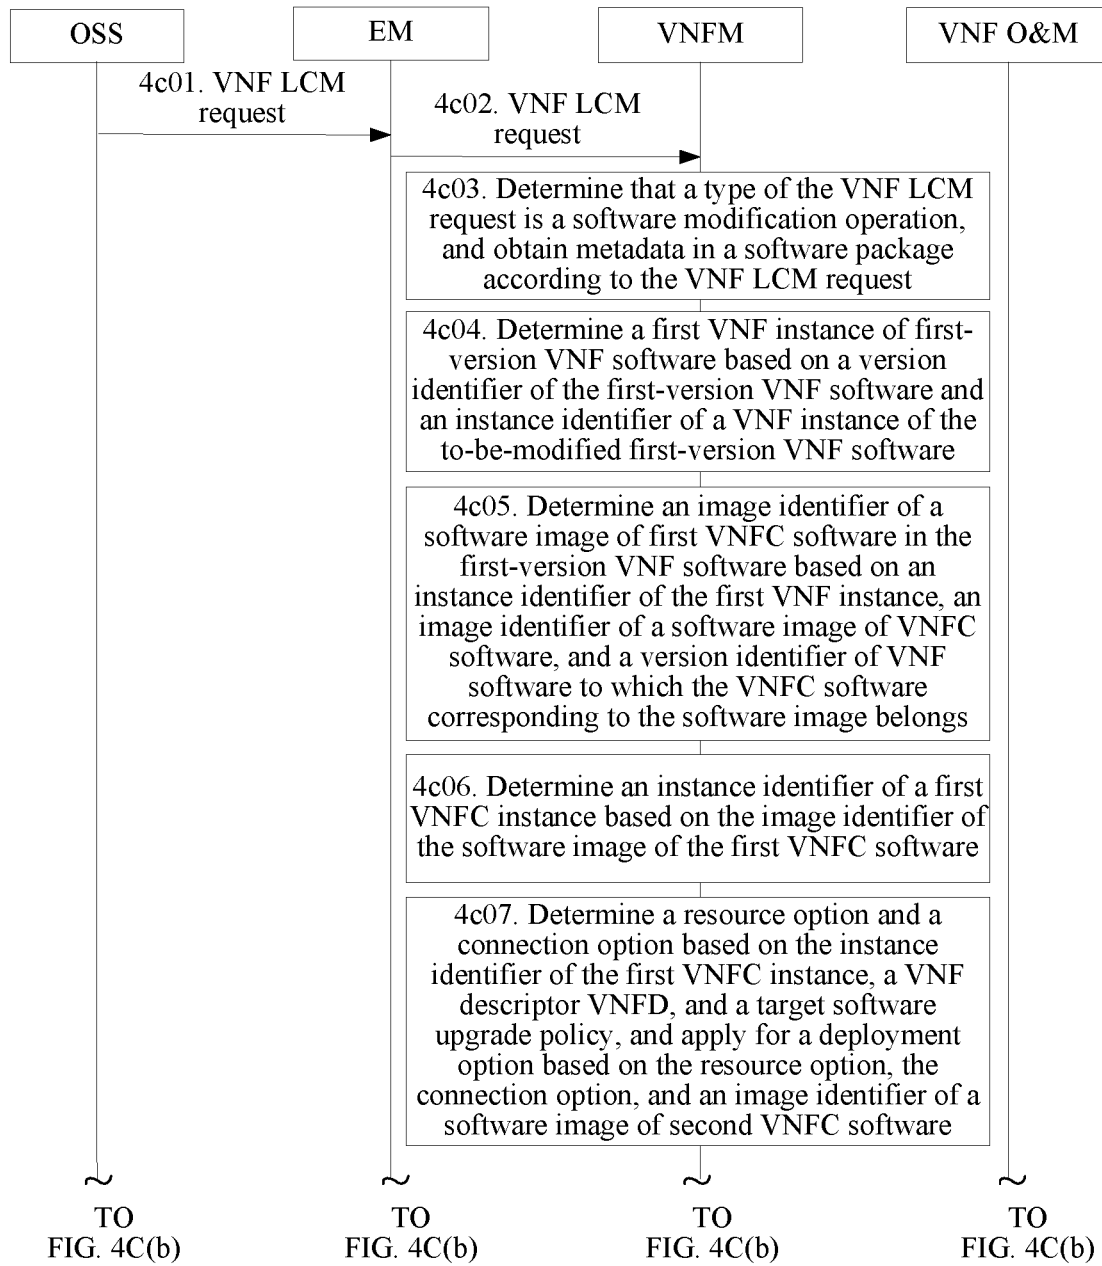 OSS
EM
VNFM
VNF O&M
4c01. VNF LCM
request
4c02. VNF LCM
request
4c03. Determine that a type of the VNF LCM
request is a software modification operation,
and obtain metadata in a software package
according to the VNF LCM request
4c04. Determine a first VNF instance of first-
version VNF software based on a version
identifier of the first-version VNF software and
an instance identifier of a VNF instance of the
to-be-modified first-version VNF software
4c05. Determine an image identifier of a
software image of first VNFC software in the
first-version VNF software based on an
instance identifier of the first VNF instance, an
image identifier of a software image of VNFC
software, and a version identifier of VNF
software to which the VNFC software
corresponding to the software image belongs
4c06. Determine an instance identifier of a first
VNFC instance based on the image identifier of
the software image of the first VNFC software
4c07. Determine a resource option and a
connection option based on the instance
identifier of the first VNFC instance, a VNF
descriptor VNFD, and a target software
upgrade policy, and apply for a deployment
option based on the resource option, the
connection option, and an image identifier of a
software image of second VNFC software
TO
FIG. 4C(b)
TO
FIG. 4C(b)
TO
FIG. 4C(b)
TO
FIG. 4C(b)